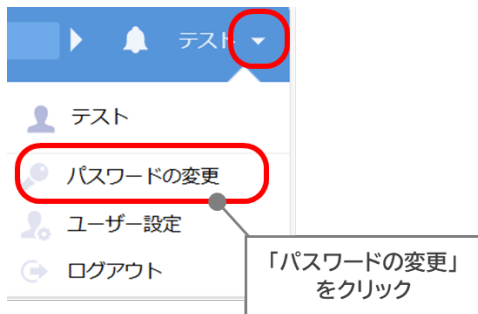 テスト
テスト
パスワードの変更
ユーザー設定
ログアウト
「パスワードの変更」
をクリック